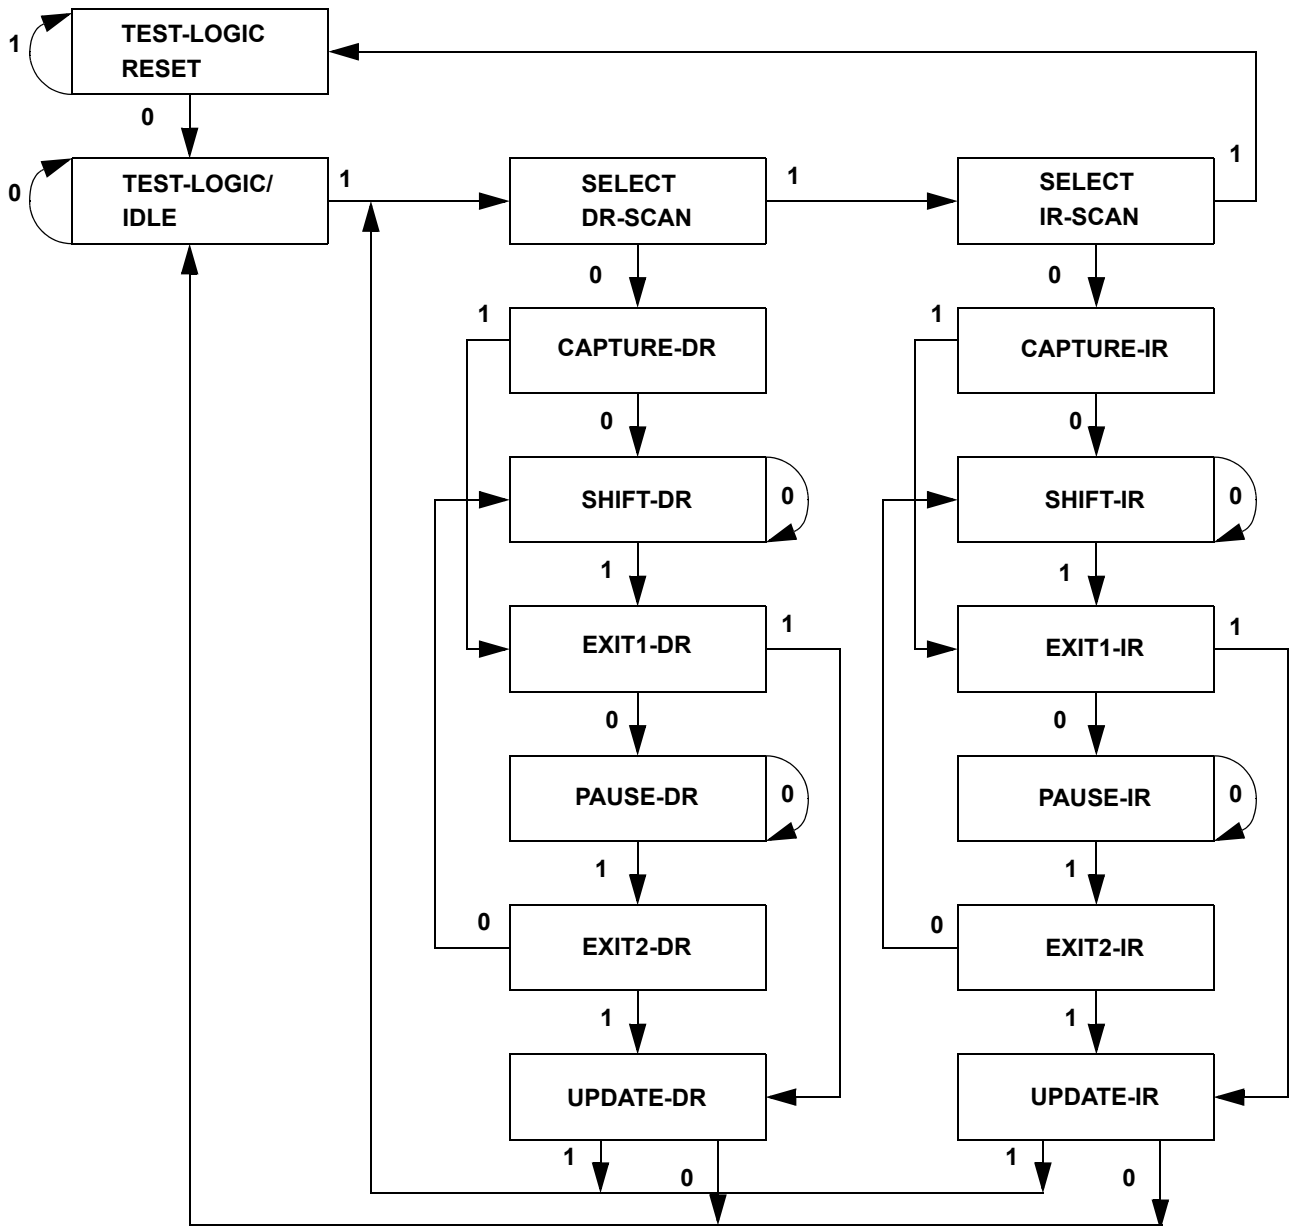 1
TEST-LOGIC
RESET
0
0
TEST-LOGIC/
IDLE
1
SELECT
DR-SCAN
1
SELECT
IR-SCAN
1
0
0
1
CAPTURE-DR
1
CAPTURE-IR
0
0
SHIFT-DR
0
SHIFT-IR
0
1
1
EXIT1-DR
1
EXIT1-IR
1
0
0
PAUSE-DR
0
PAUSE-IR
0
1
1
0
EXIT2-DR
0
EXIT2-IR
1
1
UPDATE-DR
UPDATE-IR
1
0
1
0